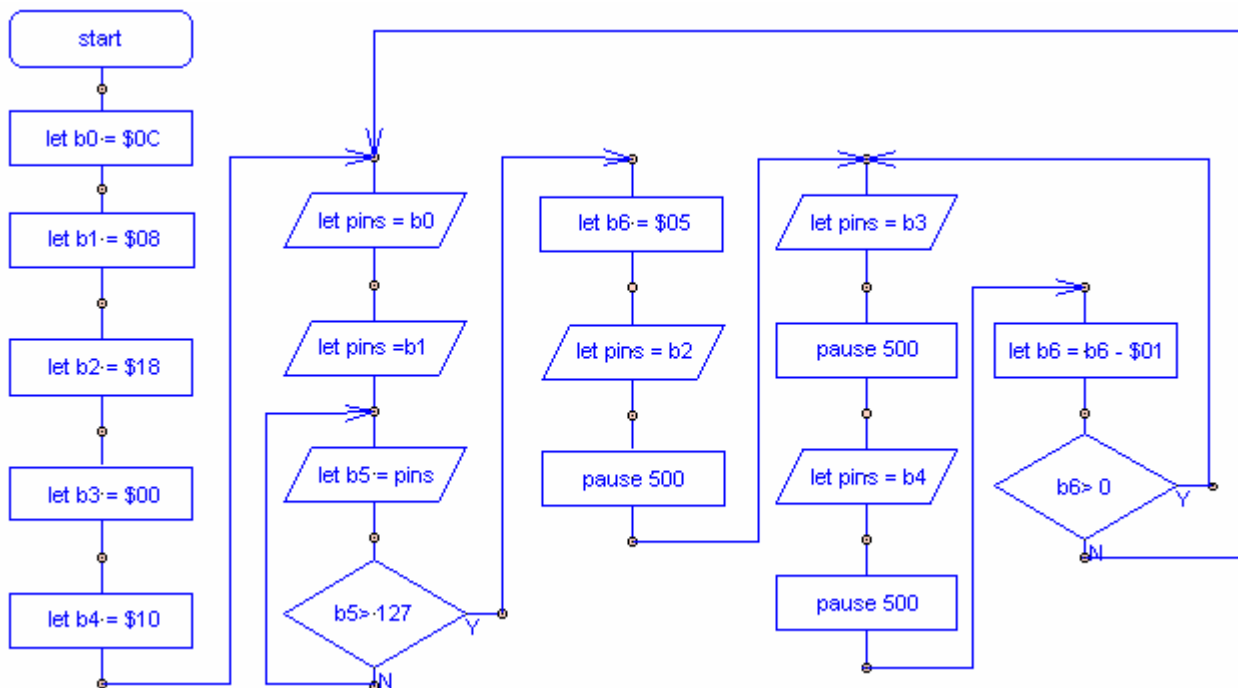 start
let b0 = $0C
let b1 = $08
let b2 = $18
let b3 = $00
let b4 = $10
let pins = b0
let pins =b1
let b5 = pins
b5> 127
Y
N
let b6 = $05
let pins = b2
pause 500
let pins = b3
pause 500
let pins = b4
pause 500
let b6 = b6 - $01
b6> 0
Y
N